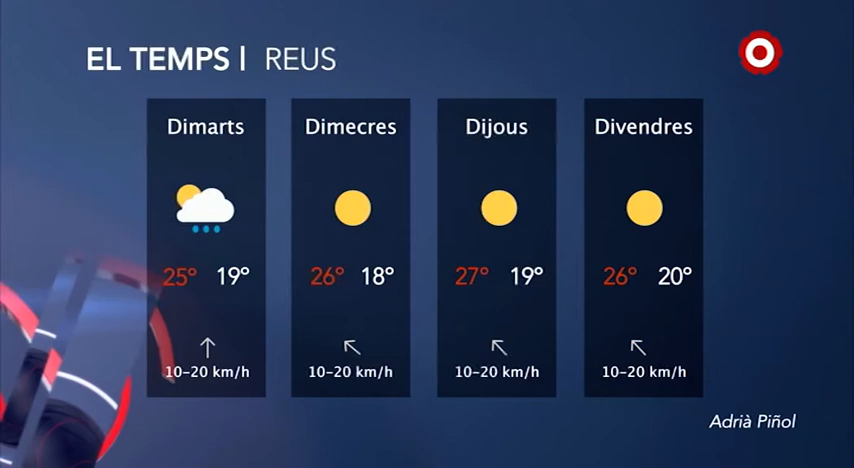 EL TEMPS | REUS
Dimarts
25° 19°
10-20 km/h
Dimecres
26° 18°
10-20 km/h
Dijous
27° 19°
10-20 km/h
Divendres
26° 20°
10-20 km/h
Adrià Piñol